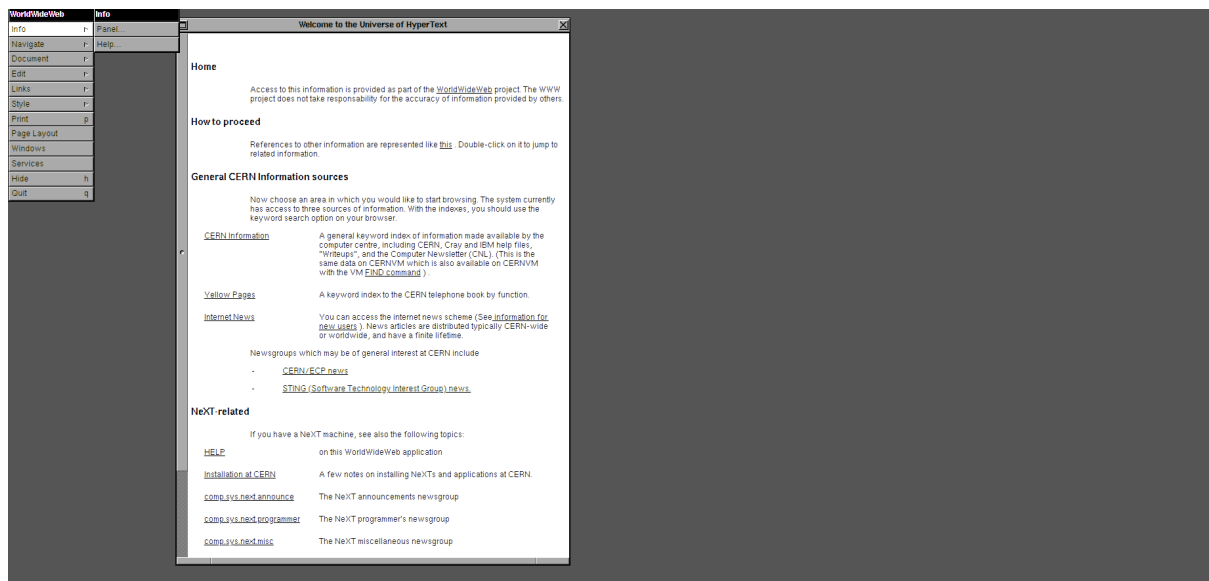 WorldWideWeb
Info
Navigate
Document
Edit
Links
Style
Print p
Page Layout
Windows
Services
Hide h
Quit q
Info
Panel...
Help...
Welcome to the Universe of HyperText
Home
Access to this information is provided as part of the WorldWideWeb project. The WWW
project does not take responsibility for the accuracy of information provided by others.
How to proceed
References to other information are represented like this . Double-click on it to jump to
related information.
General CERN Information sources
Now choose an area in which you would like to start browsing. The system currently
has access to three sources of information. With the indexes, you should use the
keyword search option on your browser.
CERN Information A general keyword index of information made available by the
computer centre, including CERN, Cray and IBM help files,
"Writeups", and the Computer Newsletter (CNL). (This is the
same data on CERNVM which is also available on CERNVM
with the VM FIND command ) .
Yellow Pages A keyword index to the CERN telephone book by function.
Internet News You can access the internet news scheme (See information for
new users ). News articles are distributed typically CERN-wide
or worldwide, and have a finite lifetime.
Newsgroups which may be of general interest at CERN include
- CERN/ECP news
- STING (Software Technology Interest Group) news.
NeXT-related
If you have a NeXT machine, see also the following topics:
HELP on this WorldWideWeb application
Installation at CERN A few notes on installing NeXTs and applications at CERN.
comp.sys.next.announce The NeXT announcements newsgroup
comp.sys.next.programmer The NeXT programmer's newsgroup
comp.sys.next.misc The NeXT miscellaneous newsgroup